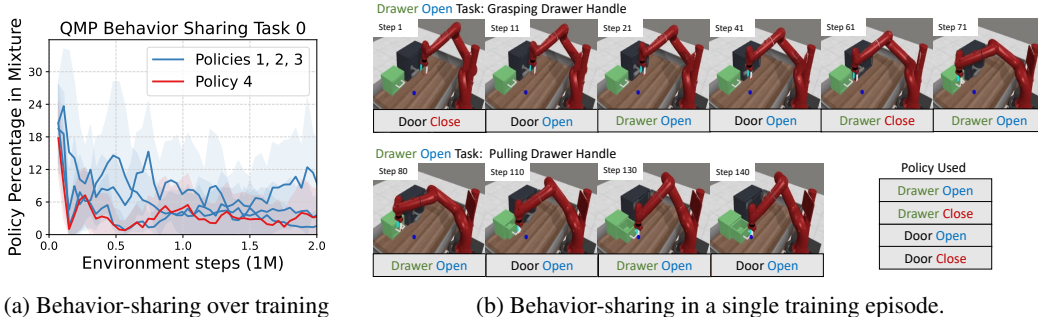 QMP Behavior Sharing Task 0
Policy Percentage in Mixture
30
24
18
12
6
0
Policies 1, 2, 3
Policy 4
0.0 0.5 1.0 1.5 2.0
Environment steps (1M)
(a) Behavior-sharing over training
Drawer Open Task: Grasping Drawer Handle
Step 1 Step 11 Step 21 Step 41 Step 61 Step 71
Door Close Door Open Drawer Open Door Open Drawer Close Drawer Open
Drawer Open Task: Pulling Drawer Handle
Step 80 Step 110 Step 130 Step 140
Drawer Open Door Open Drawer Open Door Open
Policy Used
Drawer Open
Drawer Close
Door Open
Door Close
(b) Behavior-sharing in a single training episode.